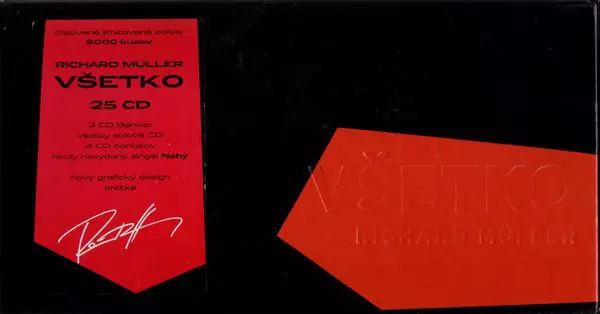 číslovaná limitovaná edícia
5000 kusov
RICHARD MÜLLER
VŠETKO
25 CD
3 CD Banket
všetky sólové CD
4 CD bonusov
nikdy nevydaný singel Nahý
nový grafický design
knižka
VŠETKO
RICHARD MÜLLER